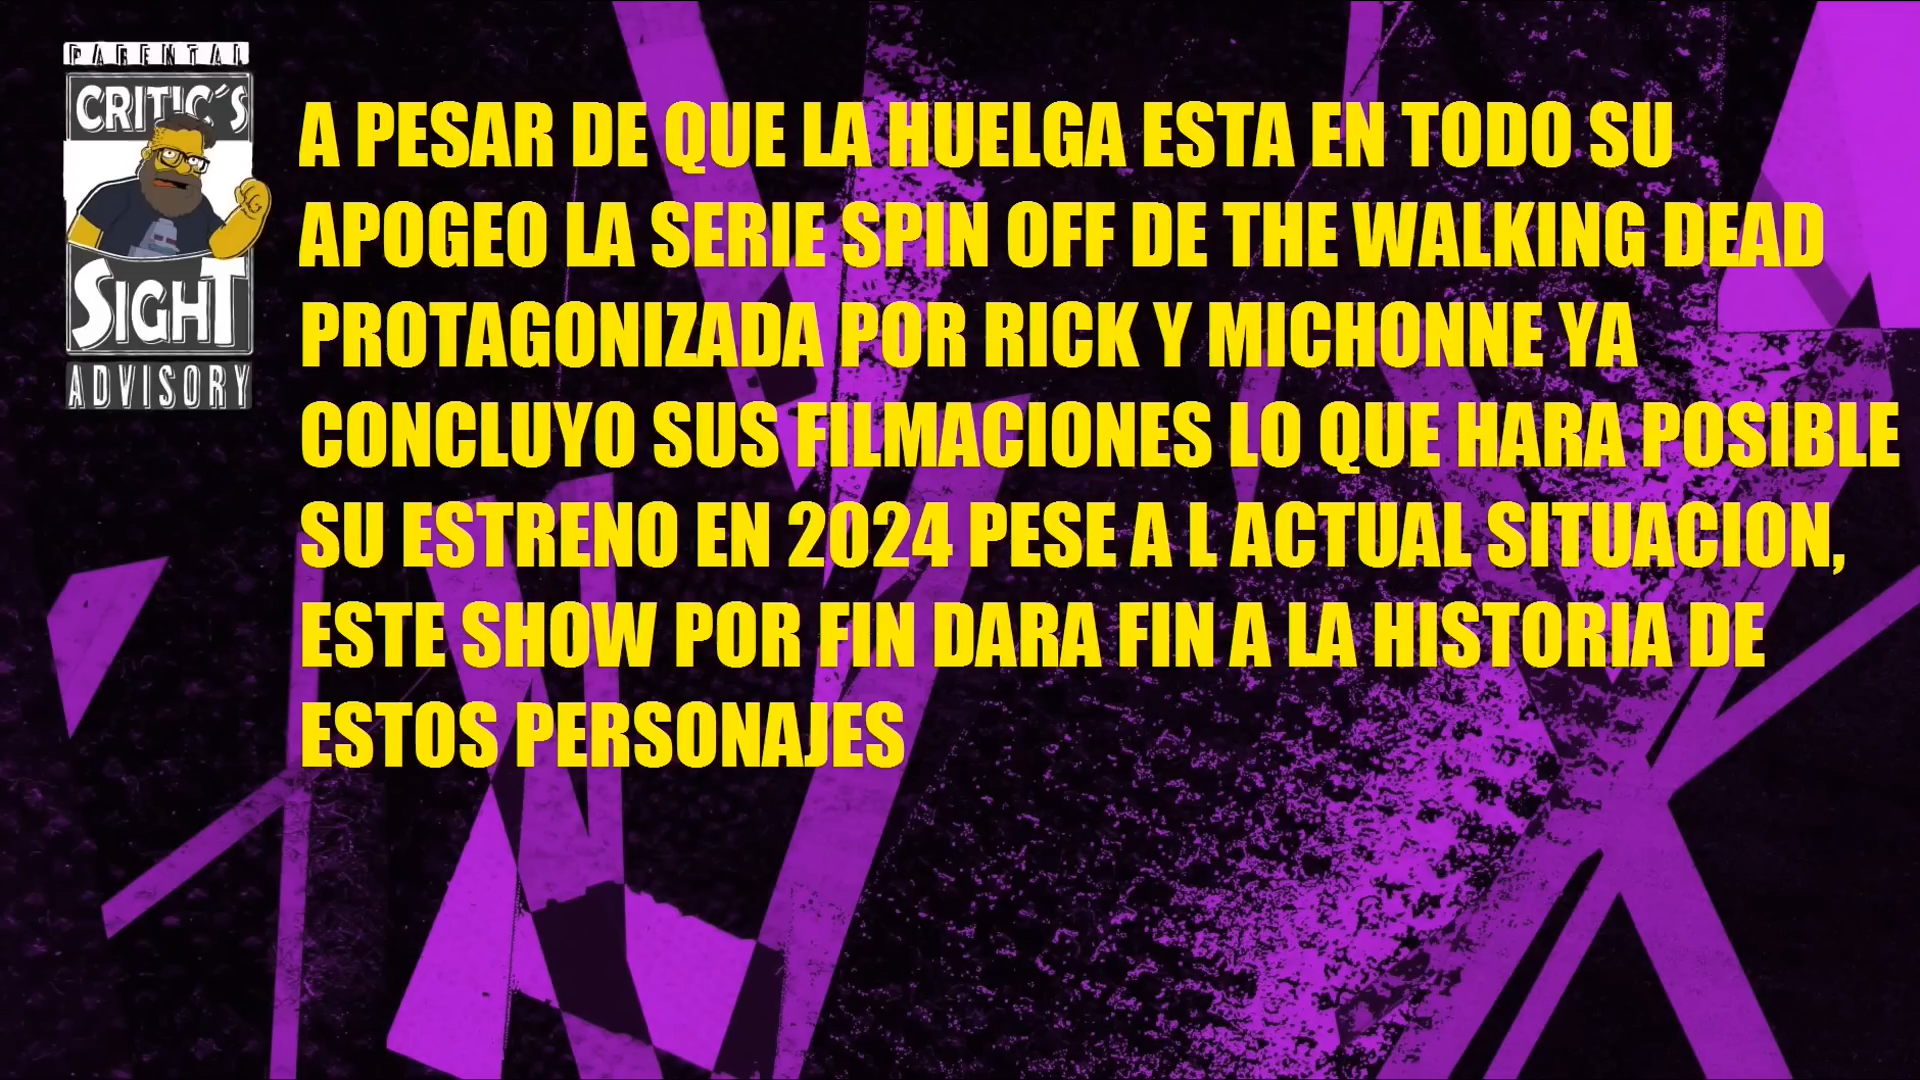 PARENTAL
CRITIC´S
SIGHT
ADVISORY
A PESAR DE QUE LA HUELGA ESTA EN TODO SU
APOGEO LA SERIE SPIN OFF DE THE WALKING DEAD
PROTAGONIZADA POR RICK Y MICHONNE YA
CONCLUYO SUS FILMACIONES LO QUE HARA POSIBLE
SU ESTRENO EN 2024 PESE A L ACTUAL SITUACION,
ESTE SHOW POR FIN DARA FIN A LA HISTORIA DE
ESTOS PERSONAJES